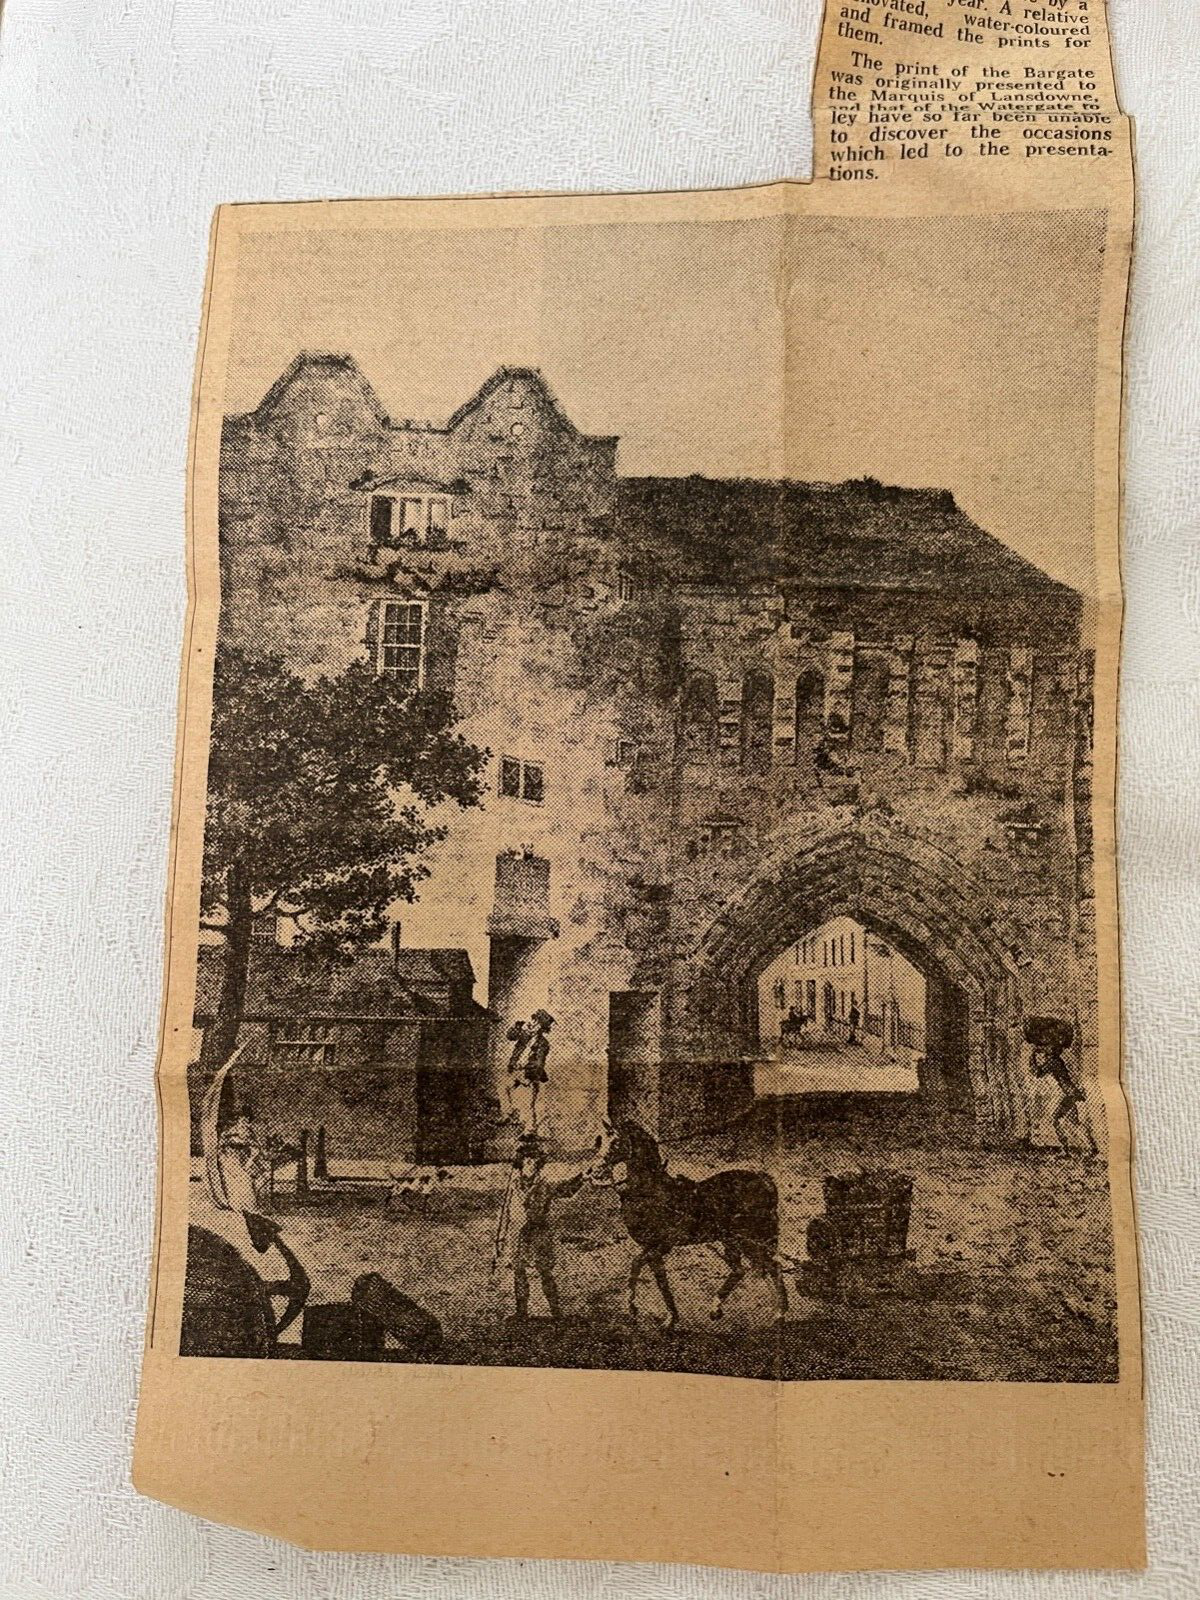 year. A relative
water-coloured
and framed the prints for
them.
The print of the Bargate
was originally presented to
the Marquis of Lansdowne,
and that of the Watergate to
ley have so far been unable
to discover the occasions
which led to the presenta-
tions.